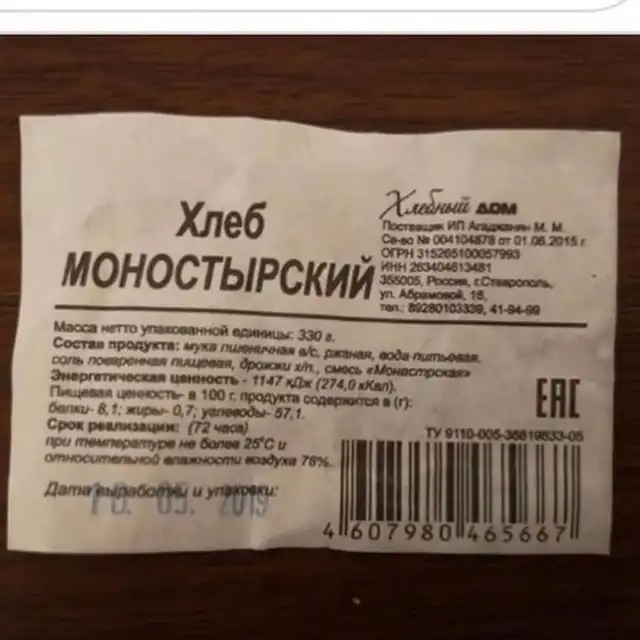 Хлеб
МОНОСТЫРСКИЙ
Хлебный ДОМ
Поставщик ИП Агаджанян М. М.
Св-во № 004104878 от 01.06.2015 г
ОГРН 315265100057993
ИНН 263404613481
355005, Россия, г.Ставрополь,
ул. Абрамовой, 18,
тел.: 89280103339, 41-94-99
Масса нетто упакованной единицы: 330 г.
Состав продукта: мука пшеничная в/с, ржаная, вода питьевая,
соль поваренная пищевая, дрожжи х/п., смесь «Монастрская»
Энергетическая ценность - 1147 кДж (274,0 кКал).
Пищевая ценность- в 100 г. продукта содержится в (г):
белки- 8,1; жиры- 0,7; углеводы- 57,1.
Срок реализации: (72 часа)
при температуре не более 25°С и
относительной влажности воздуха 75%.
Дата выработки и упаковки:
09. 2019
ЕАС
ТУ 9110-005-36819833-05
4 607980 465667